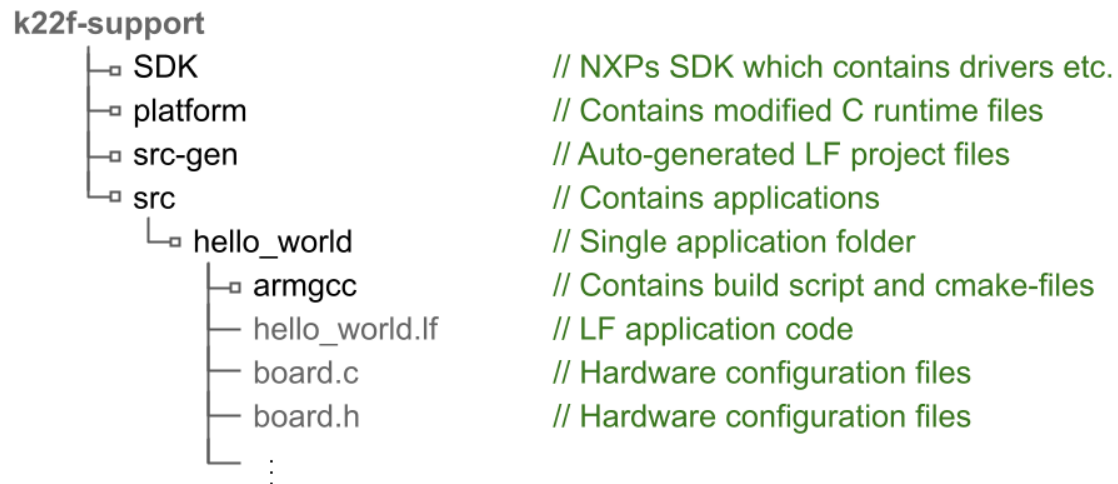 k22f-support
SDK // NXPs SDK which contains drivers etc.
platform // Contains modified C runtime files
src-gen // Auto-generated LF project files
src // Contains applications
hello_world // Single application folder
armgcc // Contains build script and cmake-files
hello_world.lf // LF application code
board.c // Hardware configuration files
board.h // Hardware configuration files
⋮